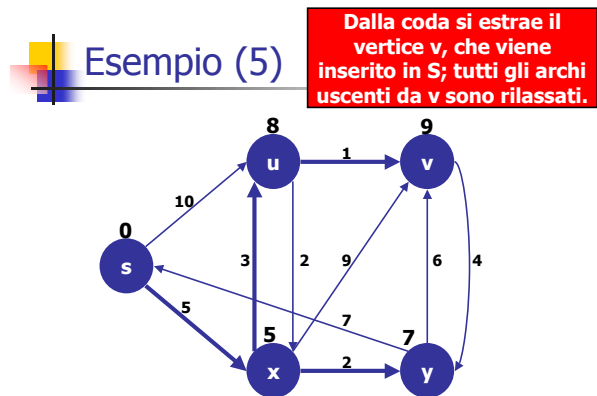 Esempio (5)
Dalla coda si estrae il
vertice v, che viene
inserito in S; tutti gli archi
uscenti da v sono rilassati.
8
9
u
1
v
10
0
s
3
2
9
6
4
5
7
5
7
x
2
y